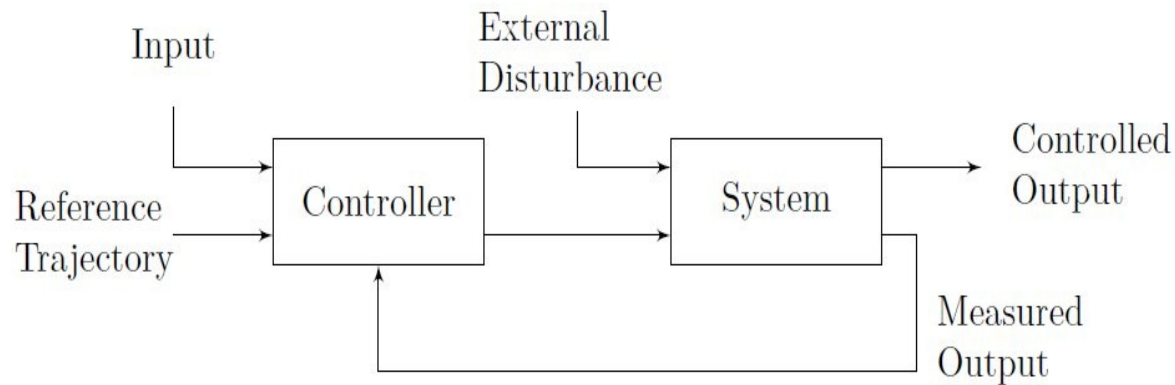 Input
External
Disturbance
Controlled
Output
Reference
Trajectory
Controller
System
Measured
Output